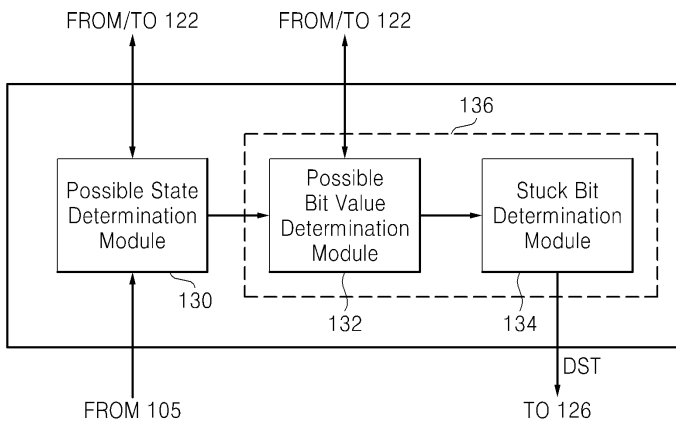 FROM/TO 122
FROM/TO 122
136
Possible State
Determination
Module
Possible
Bit Value
Determination
Module
Stuck Bit
Determination
Module
130
132
134
DST
FROM 105
TO 126